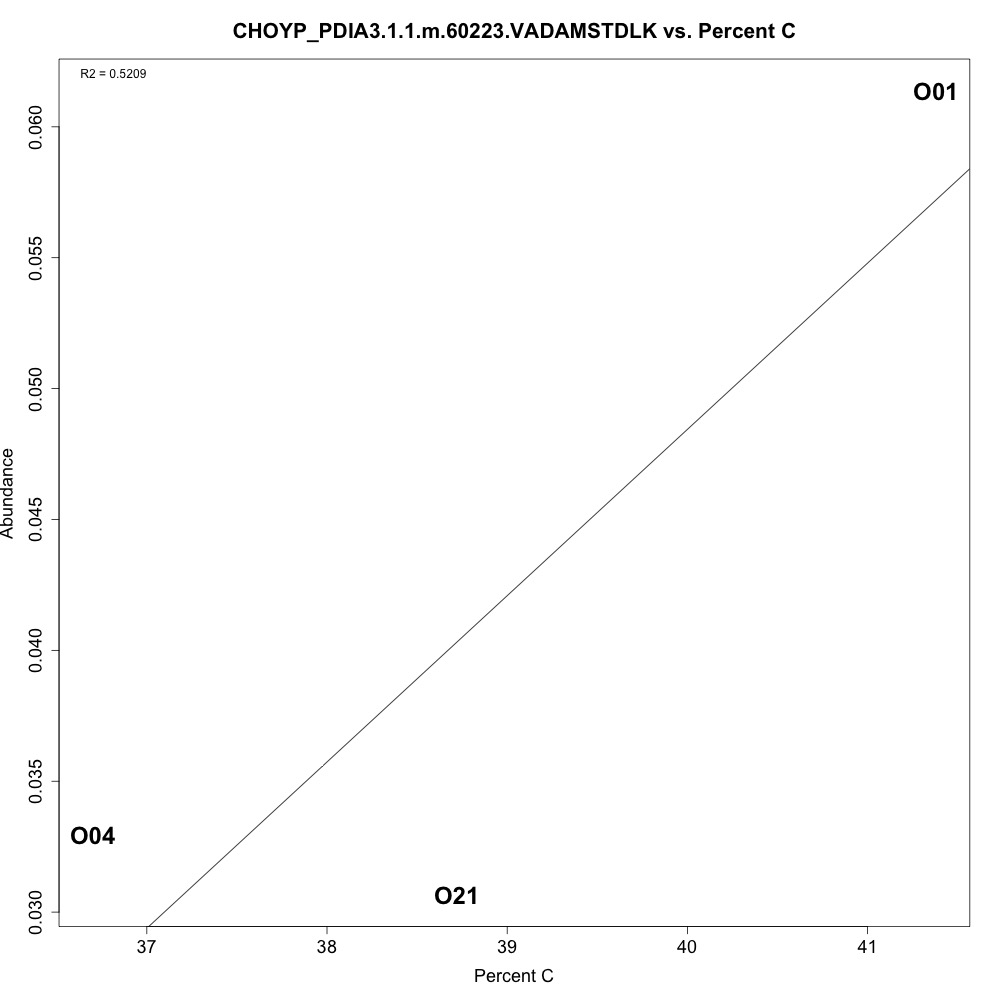 CHOYP_PDIA3.1.1.m.60223.VADAMSTDLK vs. Percent C
R2 = 0.5209
O01
0.060
0.055
0.050
0.045
0.040
0.035
0.030
Abundance
O04
O21
37 38 39 40 41
Percent C